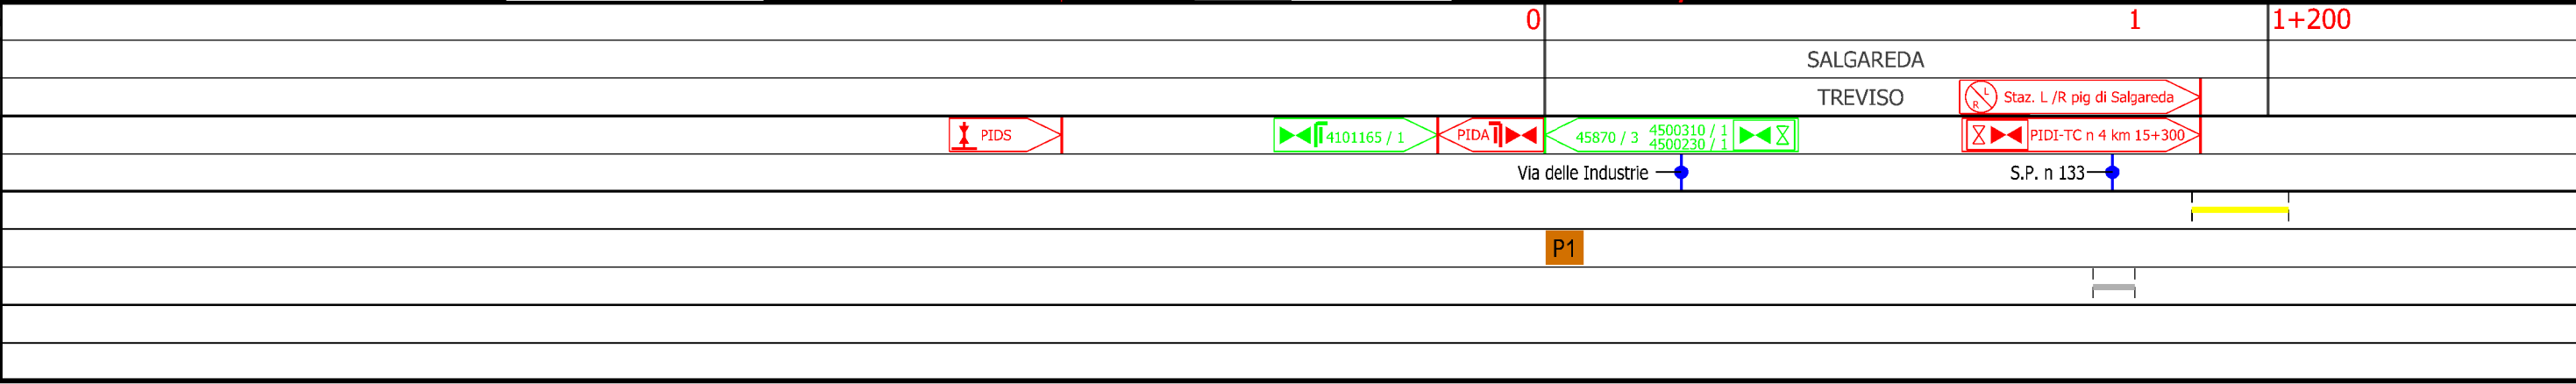 0 1 1+200
SALGAREDA
TREVISO L R Staz. L /R pig di Salgareda
PIDS 4101165 / 1 PIDA 45870 / 3 4500310 / 1 PIDI-TC n 4 km 15+300
4500230 / 1
Via delle Industrie S.P. n 133
P1